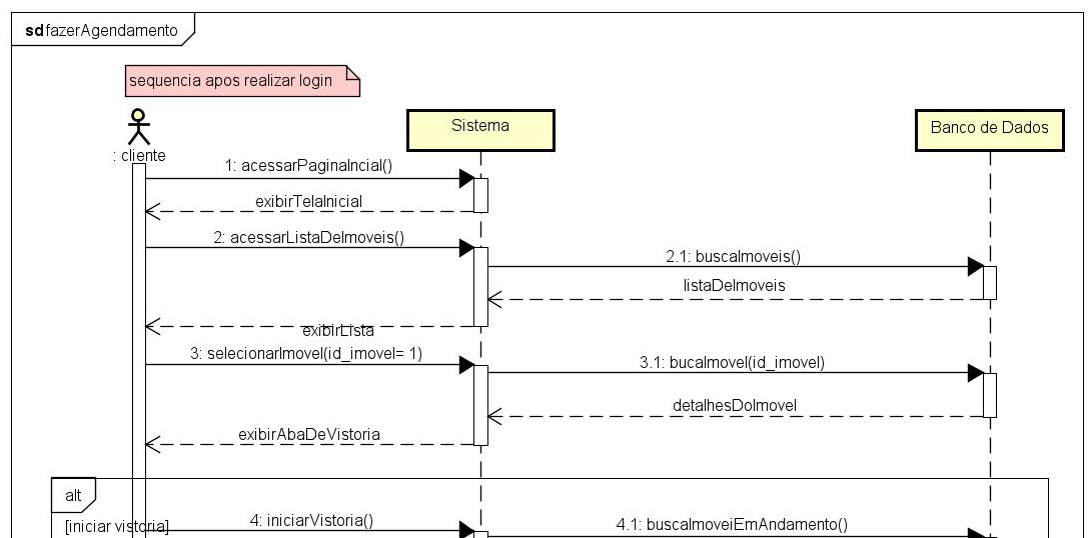 sd fazerAgendamento
sequencia apos realizar login
: cliente
Sistema
Banco de Dados
1: acessarPaginaIncial()
exibirTelaInicial
2: acessarListaDeImoveis()
2.1: buscaImoveis()
listaDeImoveis
exibirLista
3: selecionarImovel(id_imovel= 1)
3.1: bucaImovel(id_imovel)
detalhesDoImovel
exibirAbaDeVistoria
alt
[iniciar vistoria]
4: iniciarVistoria()
4.1: buscaImoveiEmAndamento()